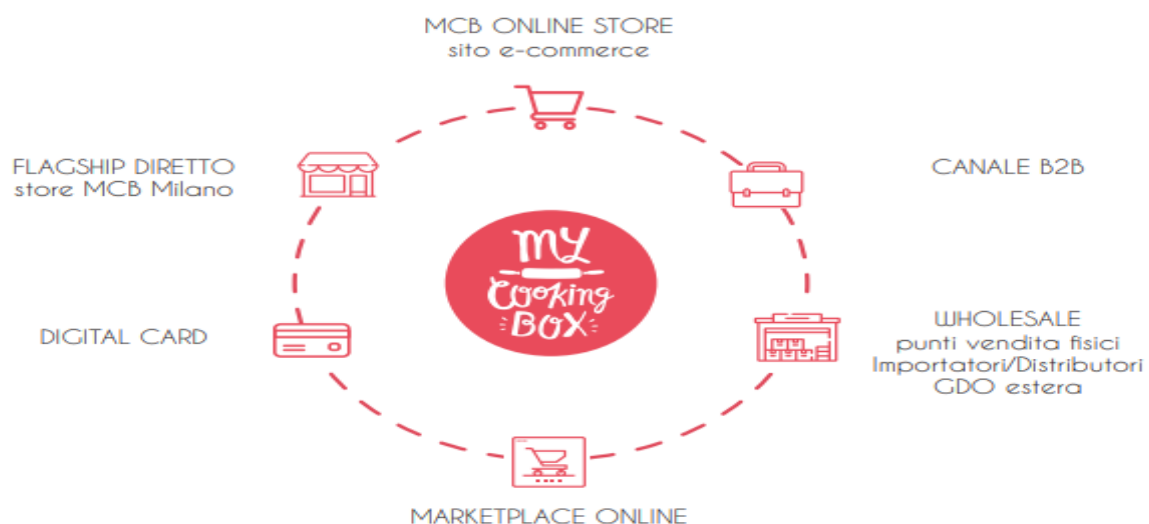 MCB ONLINE STORE
sito e-commerce
FLAGSHIP DIRETTO
store MCB Milano
CANALE B2B
MY
Cooking
BOX
DIGITAL CARD
WHOLESALE
punti vendita fisici
Importatori/Distributori
GDO estera
MARKETPLACE ONLINE